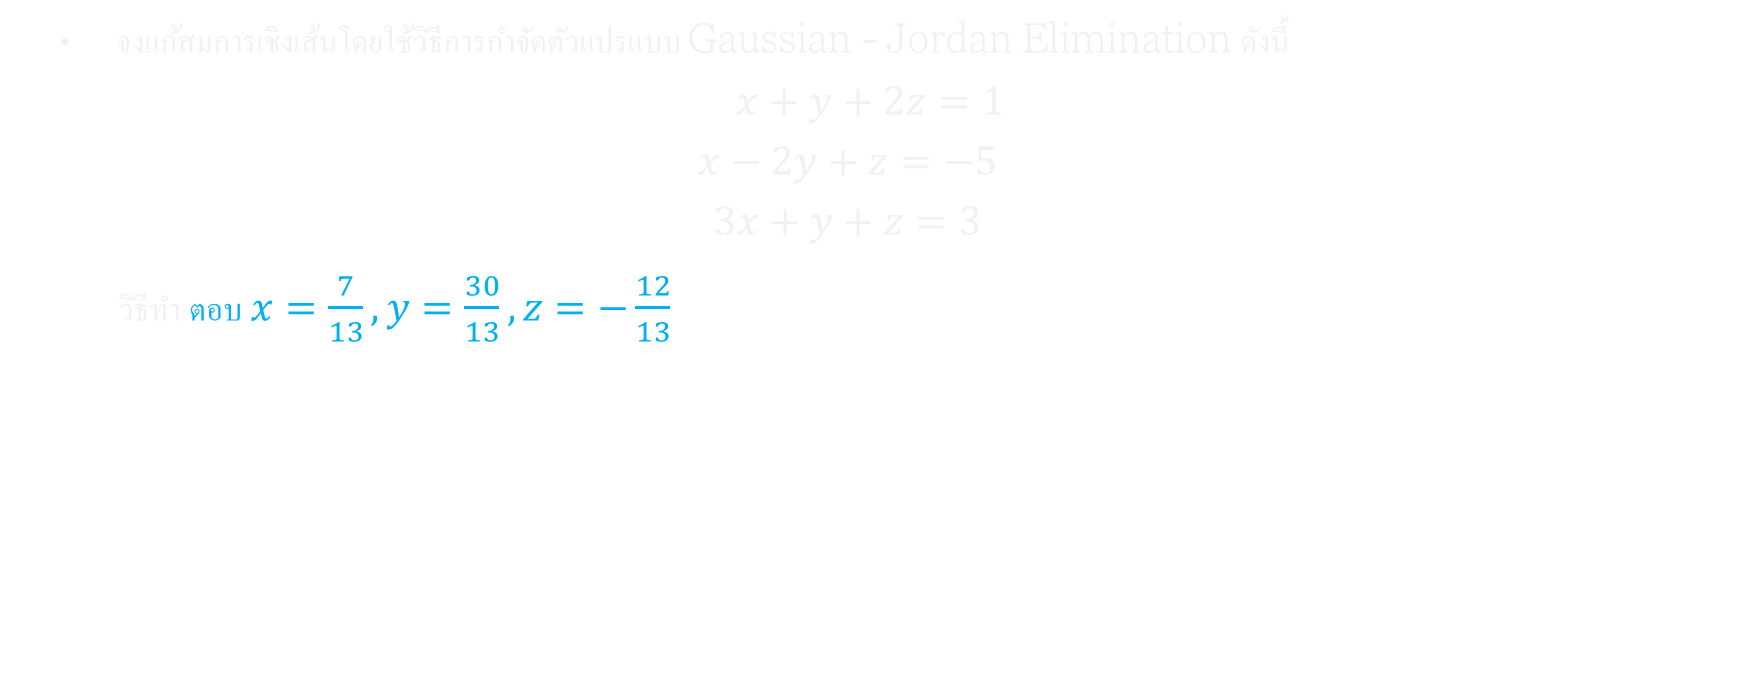 • จงแก้สมการเชิงเส้นโดยใช้วิธีการกำจัดตัวแปรแบบ Gaussian - Jordan Elimination ดังนี้
x + y + 2z = 1
x − 2y + z = −5
3x + y + z = 3
วิธีทำ ตอบ x = 7/13, y = 30/13, z = −12/13